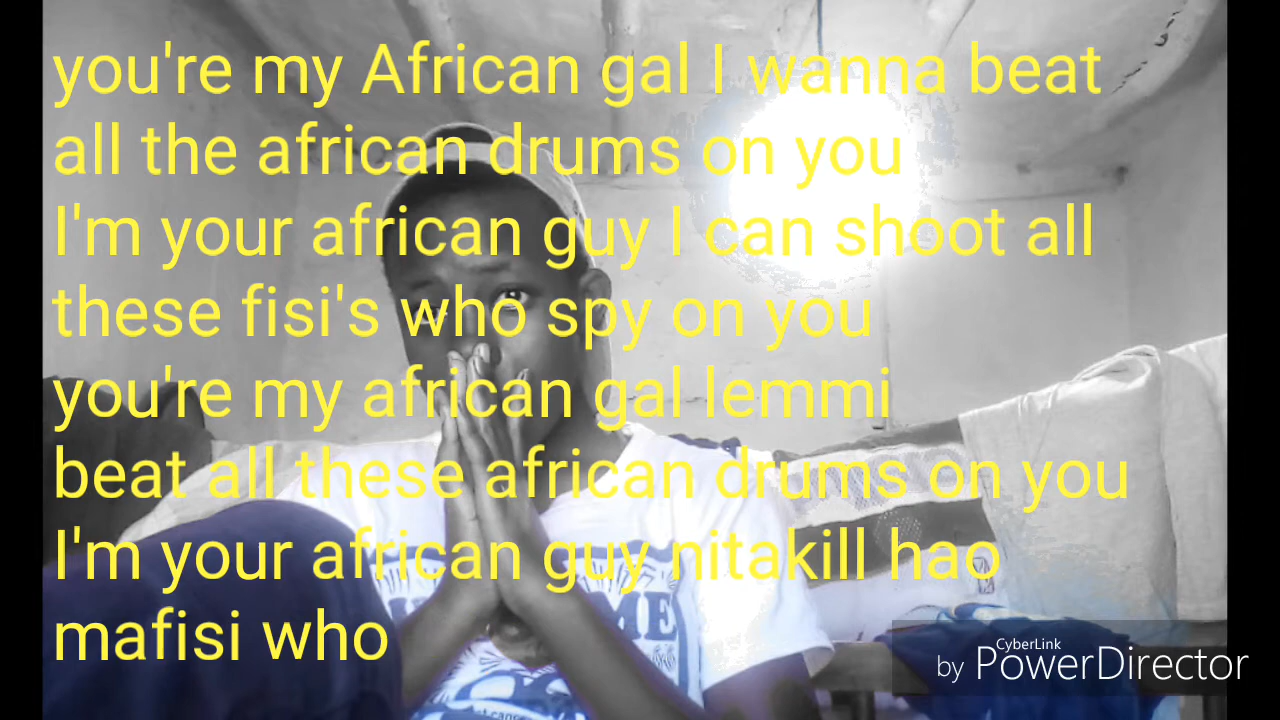 you're my African gal I wanna beat
all the african drums on you
I'm your african guy I can shoot all
these fisi's who spy on you
you're my african gal lemmi
beat all these african drums on you
I'm your african guy nitakill hao
mafisi who
CyberLink
by PowerDirector